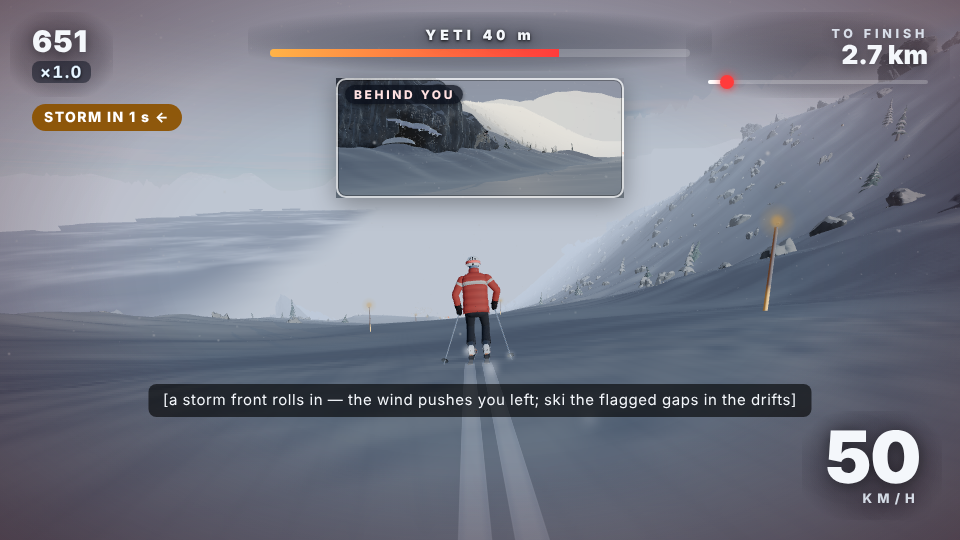 651
×1.0
STORM IN 1 s ←
YETI 40 m
BEHIND YOU
TO FINISH
2.7 km
[a storm front rolls in — the wind pushes you left; ski the flagged gaps in the drifts]
50
KM/H